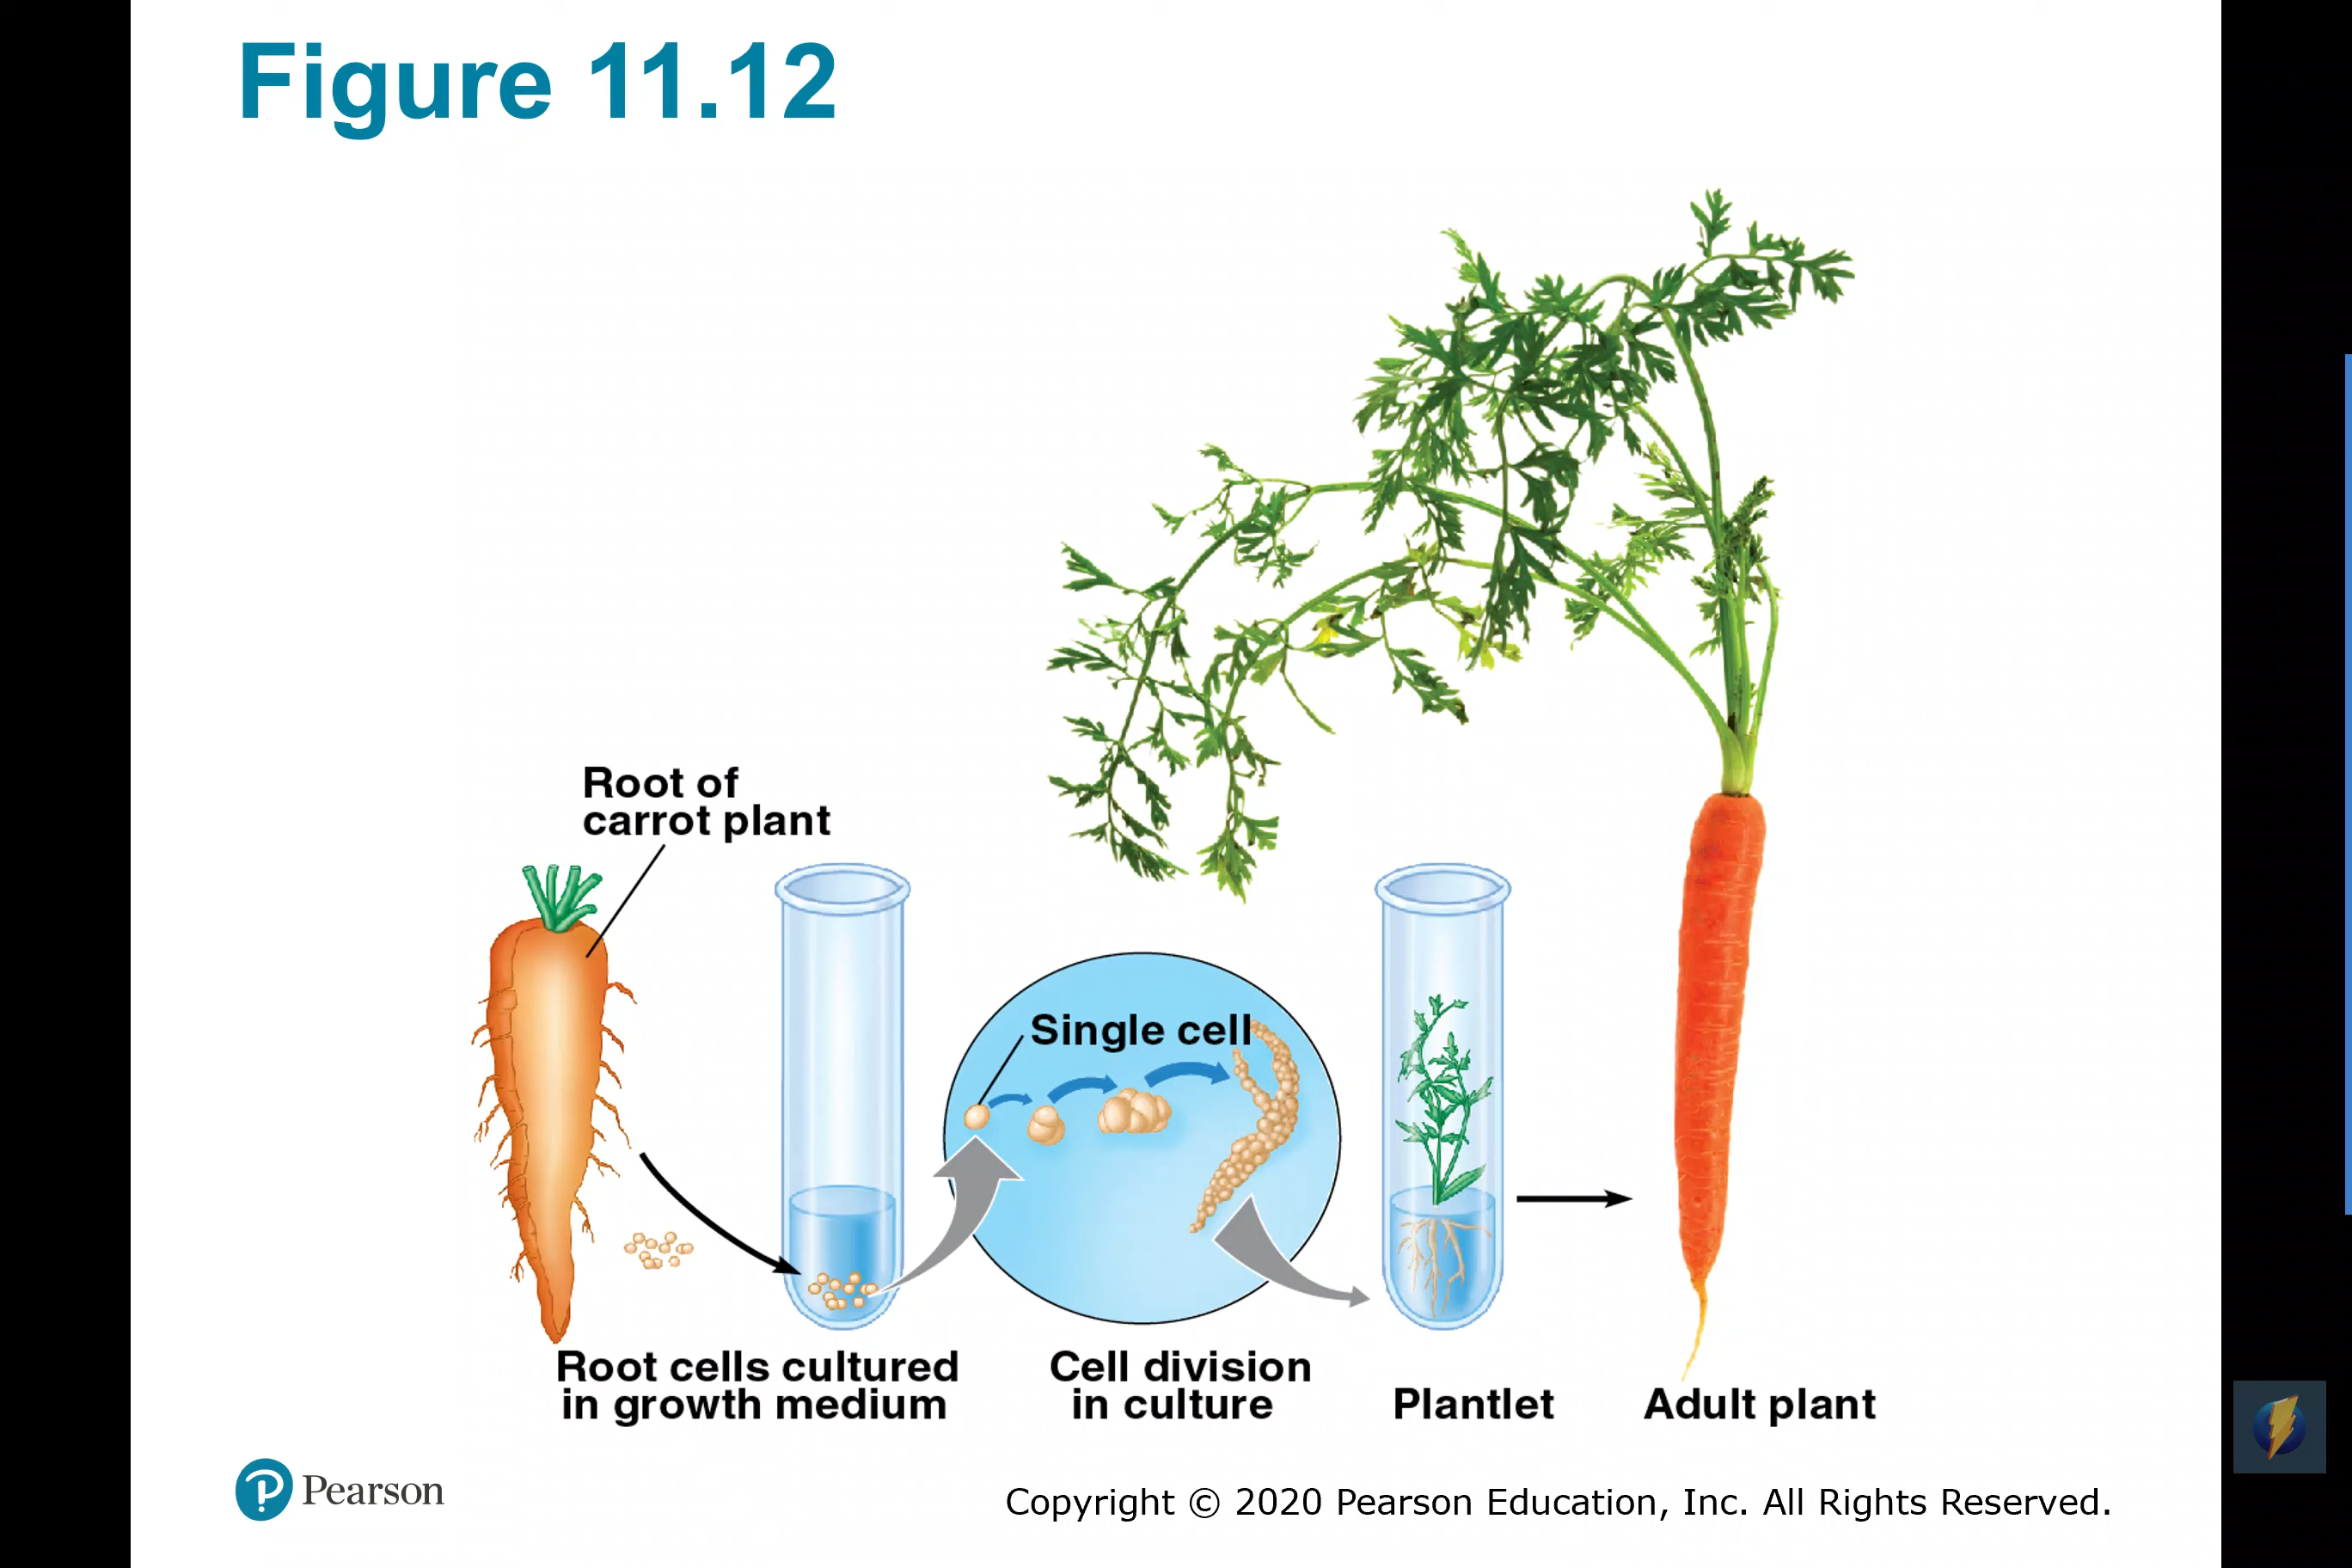 Figure 11.12
Root of
carrot plant
Single cell
Root cells cultured
in growth medium
Cell division
in culture
Plantlet
Adult plant
Pearson
Copyright © 2020 Pearson Education, Inc. All Rights Reserved.